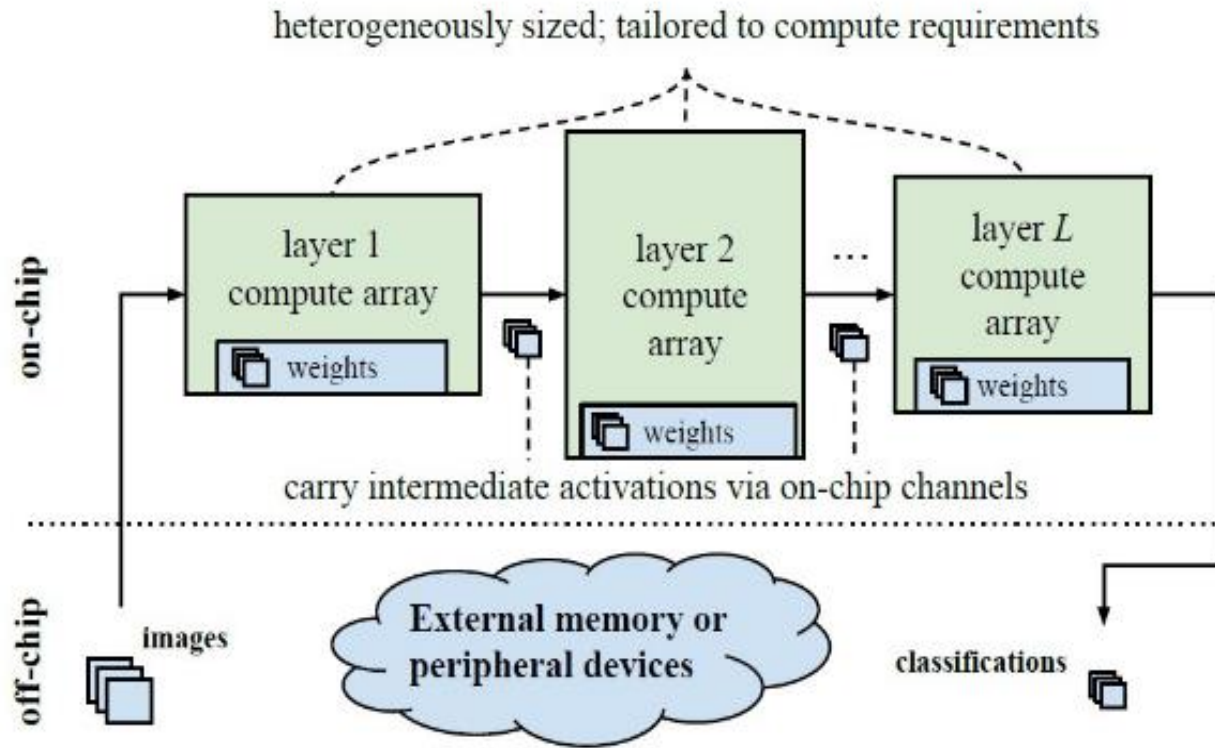 heterogeneously sized; tailored to compute requirements
layer 1
compute array
weights
layer 2
compute
array
weights
...
layer L
compute
array
weights
on-chip
carry intermediate activations via on-chip channels
off-chip
images
External memory or
peripheral devices
classifications